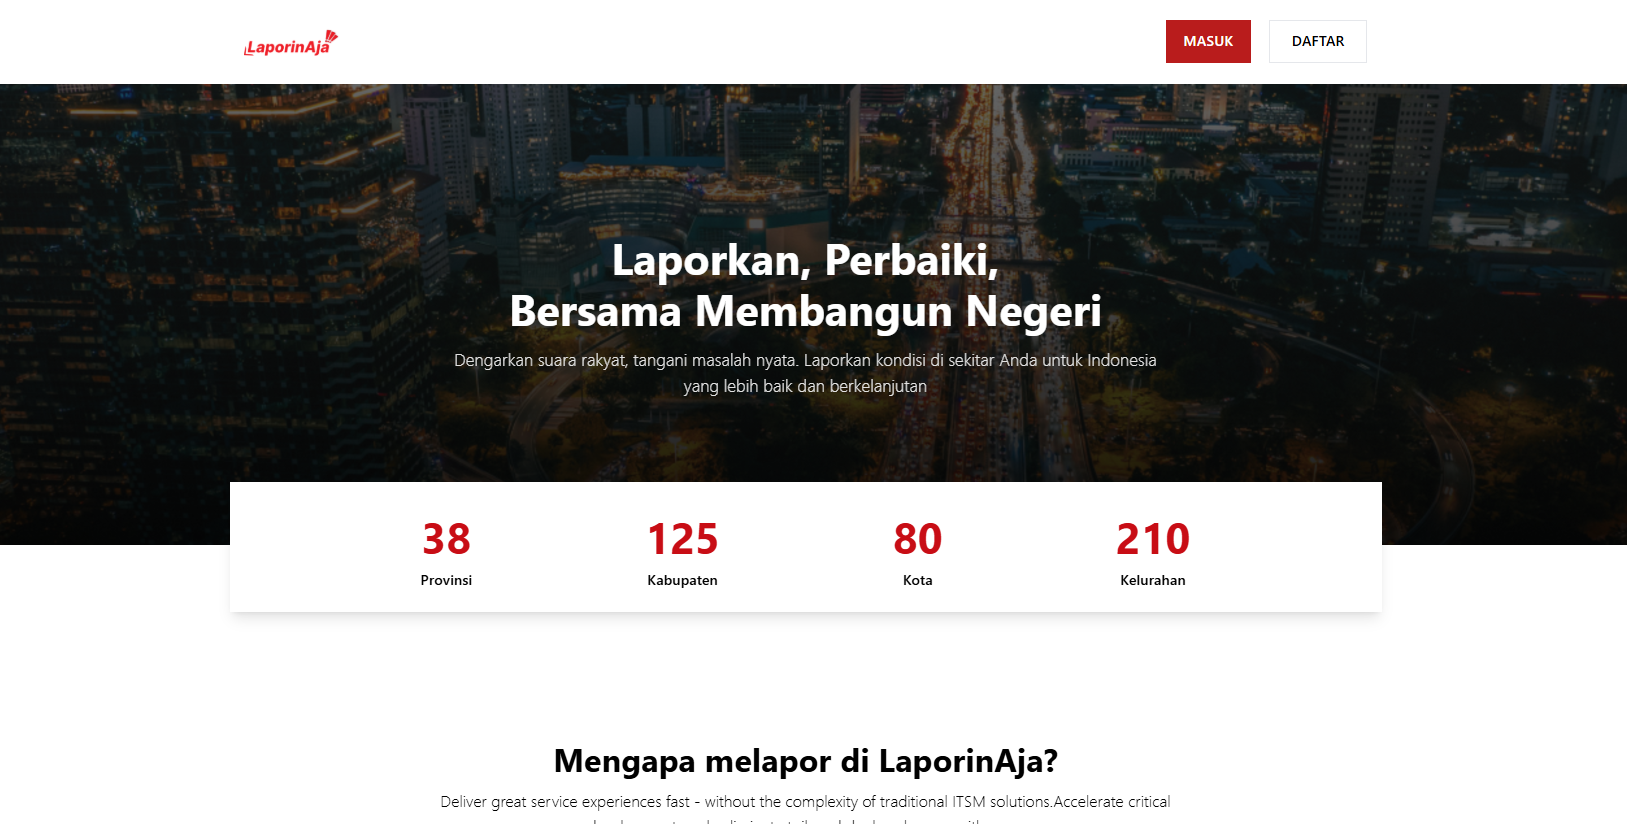 LaporinAja
MASUK
DAFTAR
Laporkan, Perbaiki,
Bersama Membangun Negeri
Dengarkan suara rakyat, tangani masalah nyata. Laporkan kondisi di sekitar Anda untuk Indonesia
yang lebih baik dan berkelanjutan
38
Provinsi
125
Kabupaten
80
Kota
210
Kelurahan
Mengapa melapor di LaporinAja?
Deliver great service experiences fast - without the complexity of traditional ITSM solutions.Accelerate critical